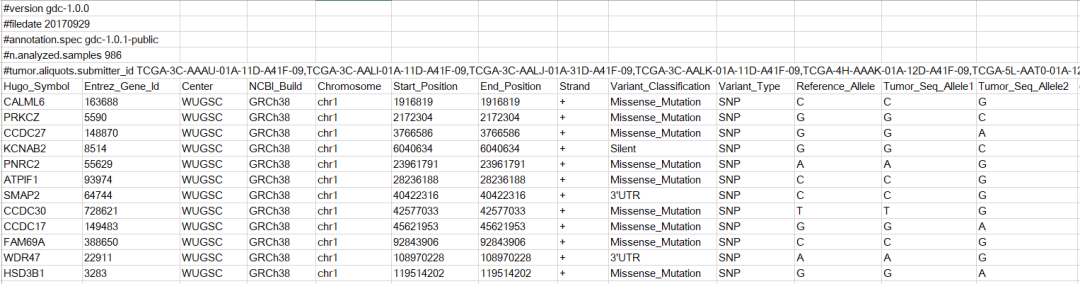 #version gdc-1.0.0
#filedate 20170929
#annotation.spec gdc-1.0.1-public
#n.analyzed.samples 986
#tumor.aliquots.submitter_id TCGA-3C-AAAU-01A-11D-A41F-09,TCGA-3C-AALI-01A-11D-A41F-09,TCGA-3C-AALJ-01A-31D-A41F-09,TCGA-3C-AALK-01A-11D-A41F-09,TCGA-4H-AAAK-01A-12D-A41F-09,TCGA-5L-AAT0-01A-12
Hugo_Symbol Entrez_Gene_Id Center NCBI_Build Chromosome Start_Position End_Position Strand Variant_Classification Variant_Type Reference_Allele Tumor_Seq_Allele1 Tumor_Seq_Allele2
CALML6 163688 WUGSC GRCh38 chr1 1916819 1916819 + Missense_Mutation SNP C C G
PRKCZ 5590 WUGSC GRCh38 chr1 2172304 2172304 + Missense_Mutation SNP G G C
CCDC27 148870 WUGSC GRCh38 chr1 3766586 3766586 + Missense_Mutation SNP G G A
KCNAB2 8514 WUGSC GRCh38 chr1 6040634 6040634 + Silent SNP G G C
PNRC2 55629 WUGSC GRCh38 chr1 23961791 23961791 + Missense_Mutation SNP A A G
ATPIF1 93974 WUGSC GRCh38 chr1 28236188 28236188 + Missense_Mutation SNP C C G
SMAP2 64744 WUGSC GRCh38 chr1 40422316 40422316 + 3'UTR SNP C C G
CCDC30 728621 WUGSC GRCh38 chr1 42577033 42577033 + Missense_Mutation SNP T T G
CCDC17 149483 WUGSC GRCh38 chr1 45621953 45621953 + Missense_Mutation SNP G G A
FAM69A 388650 WUGSC GRCh38 chr1 92843906 92843906 + Missense_Mutation SNP C C G
WDR47 22911 WUGSC GRCh38 chr1 108970228 108970228 + 3'UTR SNP A A G
HSD3B1 3283 WUGSC GRCh38 chr1 119514202 119514202 + Missense_Mutation SNP G G A